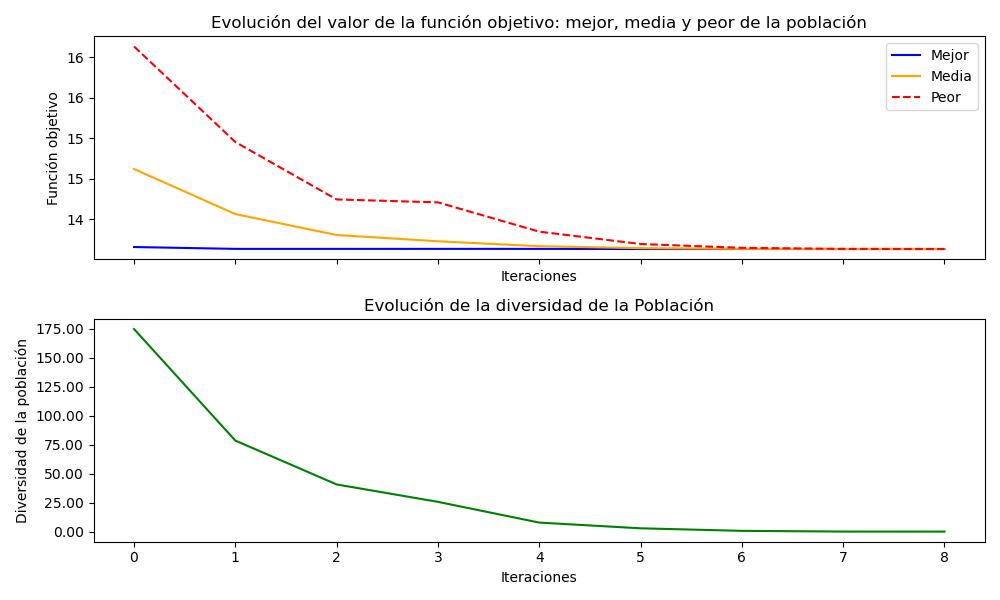 Evolución del valor de la función objetivo: mejor, media y peor de la población
Función objetivo
16
16
15
15
14
Mejor
Media
Peor
Iteraciones
Evolución de la diversidad de la Población
Diversidad de la población
175.00
150.00
125.00
100.00
75.00
50.00
25.00
0.00
0 1 2 3 4 5 6 7 8
Iteraciones